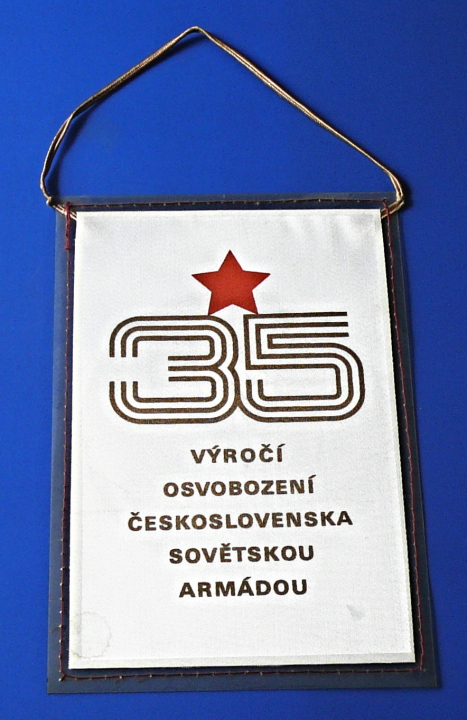 35
VÝROČÍ
OSVOBOZENÍ
ČESKOSLOVENSKA
SOVĚTSKOU
ARMÁDOU